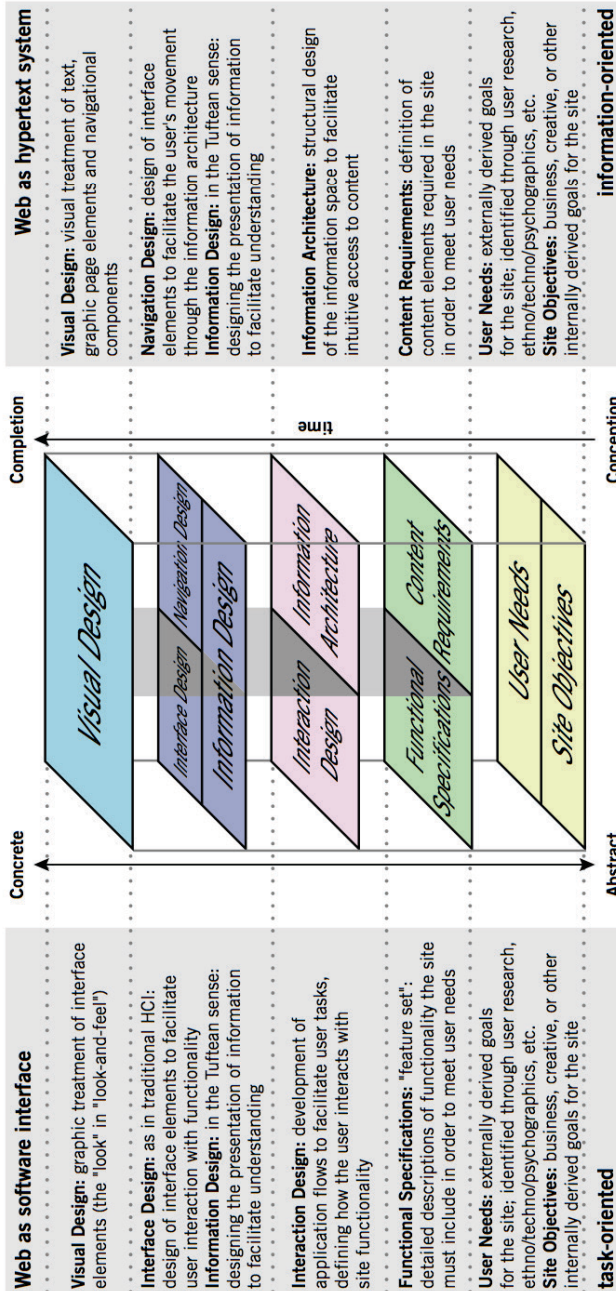 Web as software interface
Visual Design: graphic treatment of interface
elements (the "look" in "look-and-feel")
Interface Design: as in traditional HCI:
design of interface elements to facilitate
user interaction with functionality
Information Design: in the Tuftean sense:
designing the presentation of information
to facilitate understanding
Interaction Design: development of
application flows to facilitate user tasks,
defining how the user interacts with
site functionality
Functional Specifications: "feature set":
detailed descriptions of functionality the site
must include in order to meet user needs
User Needs: externally derived goals
for the site; identified through user research,
ethno/techno/psychographics, etc.
Site Objectives: business, creative, or other
internally derived goals for the site
task-oriented
Concrete
Completion
Visual Design
Interface Design
Navigation Design
Information Design
Interaction
Design
Information
Architecture
Functional
Specifications
Content
Requirements
User Needs
Site Objectives
time
Abstract
Conception
Web as hypertext system
Visual Design: visual treatment of text,
graphic page elements and navigational
components
Navigation Design: design of interface
elements to facilitate the user's movement
through the information architecture
Information Design: in the Tuftean sense:
designing the presentation of information
to facilitate understanding
Information Architecture: structural design
of the information space to facilitate
intuitive access to content
Content Requirements: definition of
content elements required in the site
in order to meet user needs
User Needs: externally derived goals
for the site; identified through user research,
ethno/techno/psychographics, etc.
Site Objectives: business, creative, or other
internally derived goals for the site
information-oriented